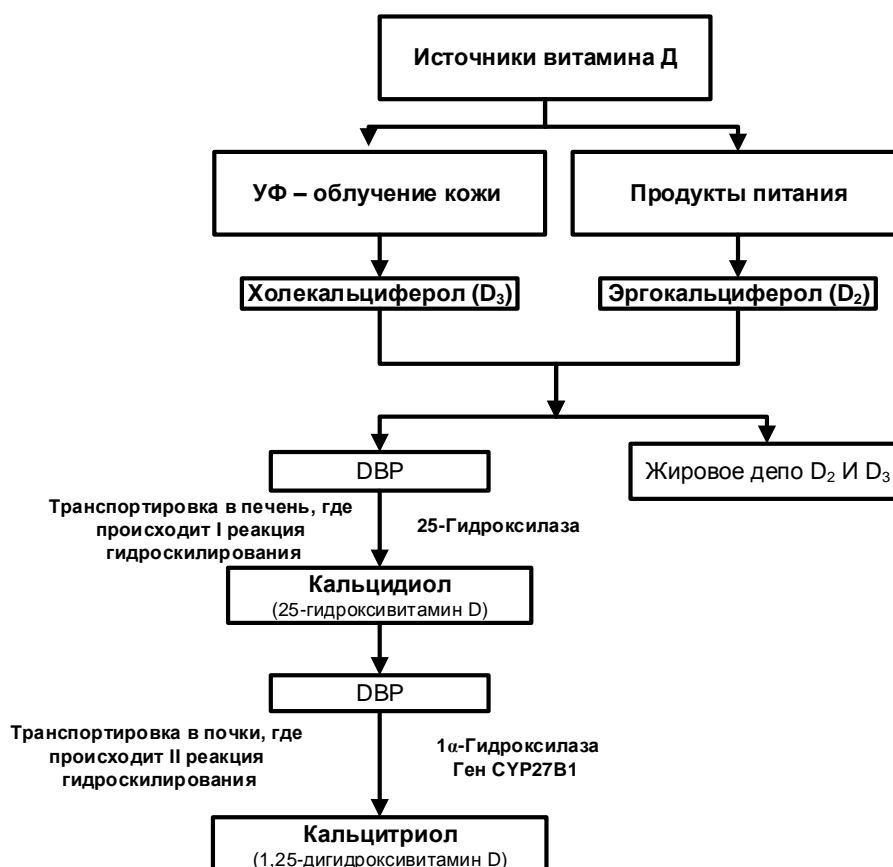 Источники витамина Д
УФ – облучение кожи
Продукты питания
Холекальциферол (D₃)
Эргокальциферол (D₂)
DBP
Жировое депо D₂ И D₃
Транспортировка в печень, где
происходит I реакция
гидроскилирования
25-Гидроксилаза
Кальцидиол
(25-гидроксивитамин D)
DBP
Транспортировка в почки, где
происходит II реакция
гидроскилирования
1α-Гидроксилаза
Ген CYP27B1
Кальцитриол
(1,25-дигидроксивитамин D)